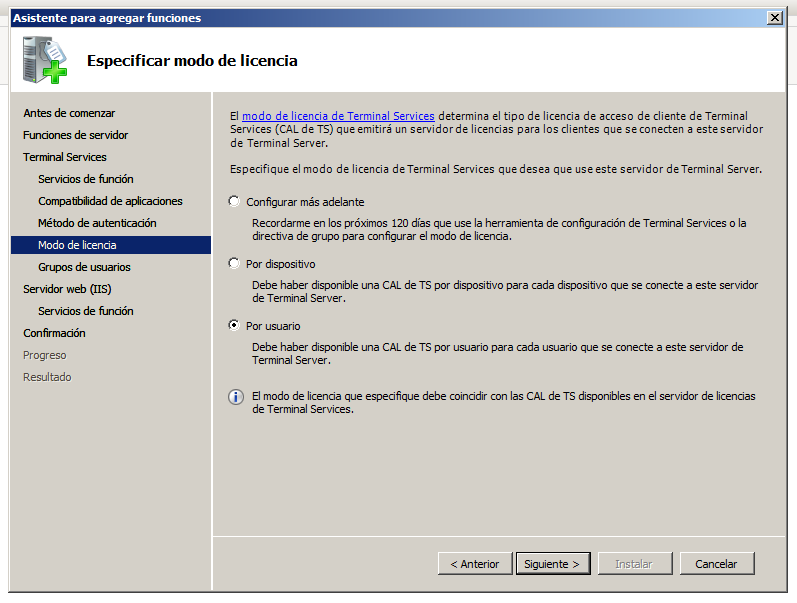 Asistente para agregar funciones
Especificar modo de licencia
Antes de comenzar
Funciones de servidor
Terminal Services
Servicios de función
Compatibilidad de aplicaciones
Método de autenticación
Modo de licencia
Grupos de usuarios
Servidor web (IIS)
Servicios de función
Confirmación
Progreso
Resultado
El modo de licencia de Terminal Services determina el tipo de licencia de acceso de cliente de Terminal
Services (CAL de TS) que emitirá un servidor de licencias para los clientes que se conecten a este servidor
de Terminal Server.
Especifique el modo de licencia de Terminal Services que desea que use este servidor de Terminal Server.
Configurar más adelante
Recordarme en los próximos 120 días que use la herramienta de configuración de Terminal Services o la
directiva de grupo para configurar el modo de licencia.
Por dispositivo
Debe haber disponible una CAL de TS por dispositivo para cada dispositivo que se conecte a este servidor
de Terminal Server.
Por usuario
Debe haber disponible una CAL de TS por usuario para cada usuario que se conecte a este servidor de
Terminal Server.
El modo de licencia que especifique debe coincidir con las CAL de TS disponibles en el servidor de licencias
de Terminal Services.
< Anterior
Siguiente >
Instalar
Cancelar